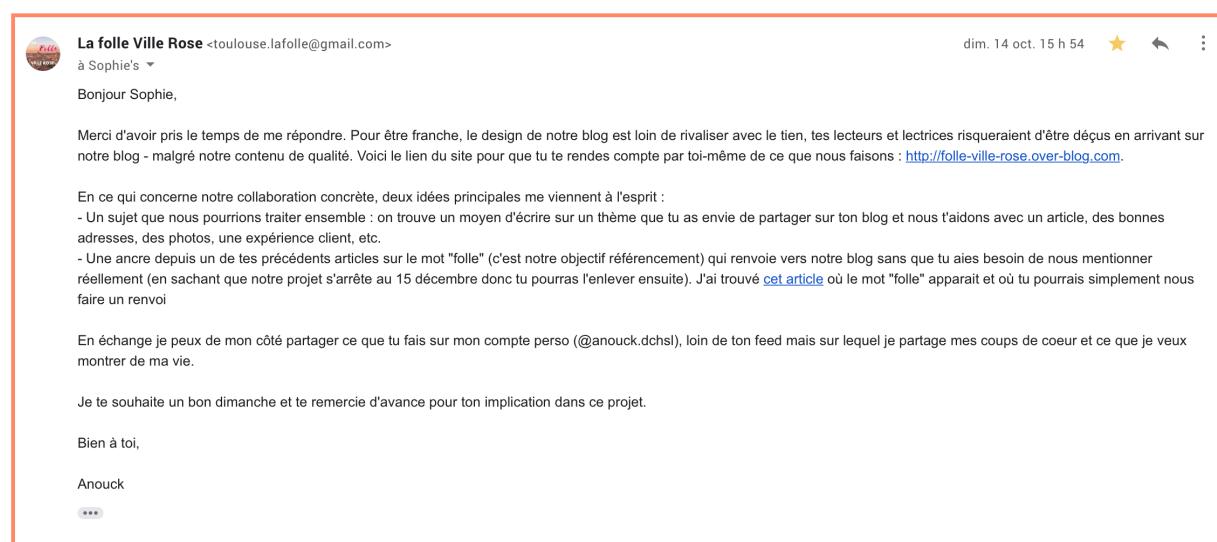 La folle Ville Rose <toulouse.lafolle@gmail.com>
dim. 14 oct. 15 h 54
à Sophie's
Bonjour Sophie,
Merci d'avoir pris le temps de me répondre. Pour être franche, le design de notre blog est loin de rivaliser avec le tien, tes lecteurs et lectrices risqueraient d'être déçus en arrivant sur
notre blog - malgré notre contenu de qualité. Voici le lien du site pour que tu te rendes compte par toi-même de ce que nous faisons : http://folle-ville-rose.over-blog.com.
En ce qui concerne notre collaboration concrète, deux idées principales me viennent à l'esprit :
- Un sujet que nous pourrions traiter ensemble : on trouve un moyen d'écrire sur un thème que tu as envie de partager sur ton blog et nous t'aidons avec un article, des bonnes
adresses, des photos, une expérience client, etc.
- Une ancre depuis un de tes précédents articles sur le mot "folle" (c'est notre objectif référencement) qui renvoie vers notre blog sans que tu aies besoin de nous mentionner
réellement (en sachant que notre projet s'arrête au 15 décembre donc tu pourras l'enlever ensuite). J'ai trouvé cet article où le mot "folle" apparait et où tu pourrais simplement nous
faire un renvoi
En échange je peux de mon côté partager ce que tu fais sur mon compte perso (@anouck.dchsl), loin de ton feed mais sur lequel je partage mes coups de coeur et ce que je veux
montrer de ma vie.
Je te souhaite un bon dimanche et te remercie d'avance pour ton implication dans ce projet.
Bien à toi,
Anouck